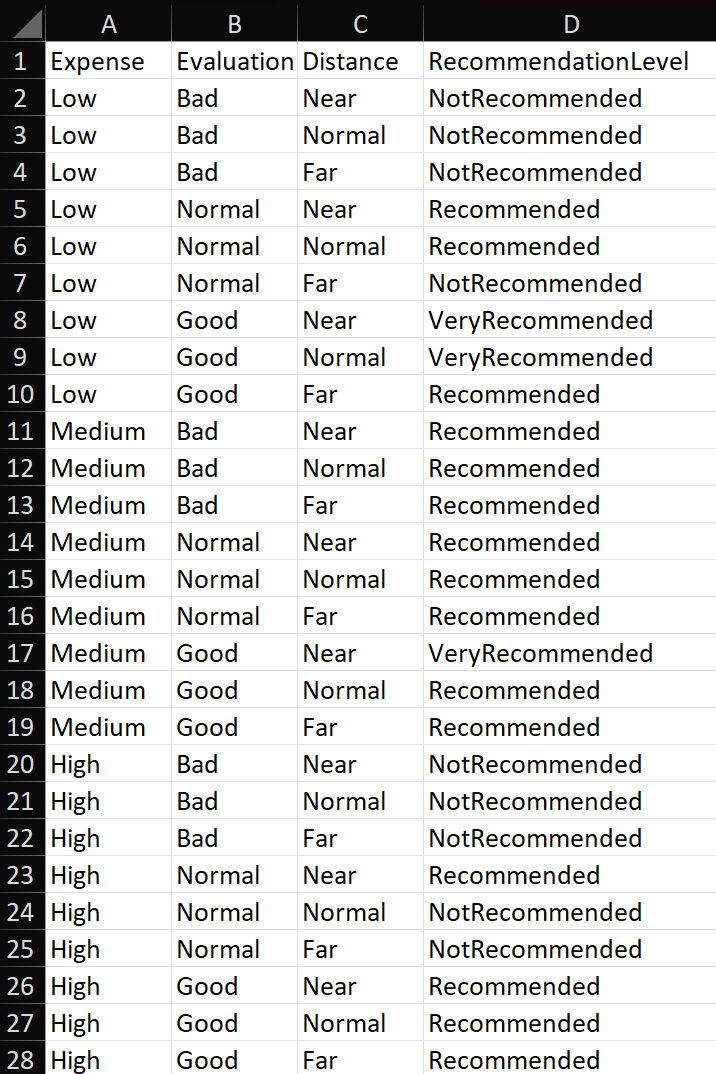 A B C D
1 Expense Evaluation Distance RecommendationLevel
2 Low Bad Near NotRecommended
3 Low Bad Normal NotRecommended
4 Low Bad Far NotRecommended
5 Low Normal Near Recommended
6 Low Normal Normal Recommended
7 Low Normal Far NotRecommended
8 Low Good Near VeryRecommended
9 Low Good Normal VeryRecommended
10 Low Good Far Recommended
11 Medium Bad Near Recommended
12 Medium Bad Normal Recommended
13 Medium Bad Far Recommended
14 Medium Normal Near Recommended
15 Medium Normal Normal Recommended
16 Medium Normal Far Recommended
17 Medium Good Near VeryRecommended
18 Medium Good Normal Recommended
19 Medium Good Far Recommended
20 High Bad Near NotRecommended
21 High Bad Normal NotRecommended
22 High Bad Far NotRecommended
23 High Normal Near Recommended
24 High Normal Normal NotRecommended
25 High Normal Far NotRecommended
26 High Good Near Recommended
27 High Good Normal Recommended
28 High Good Far Recommended